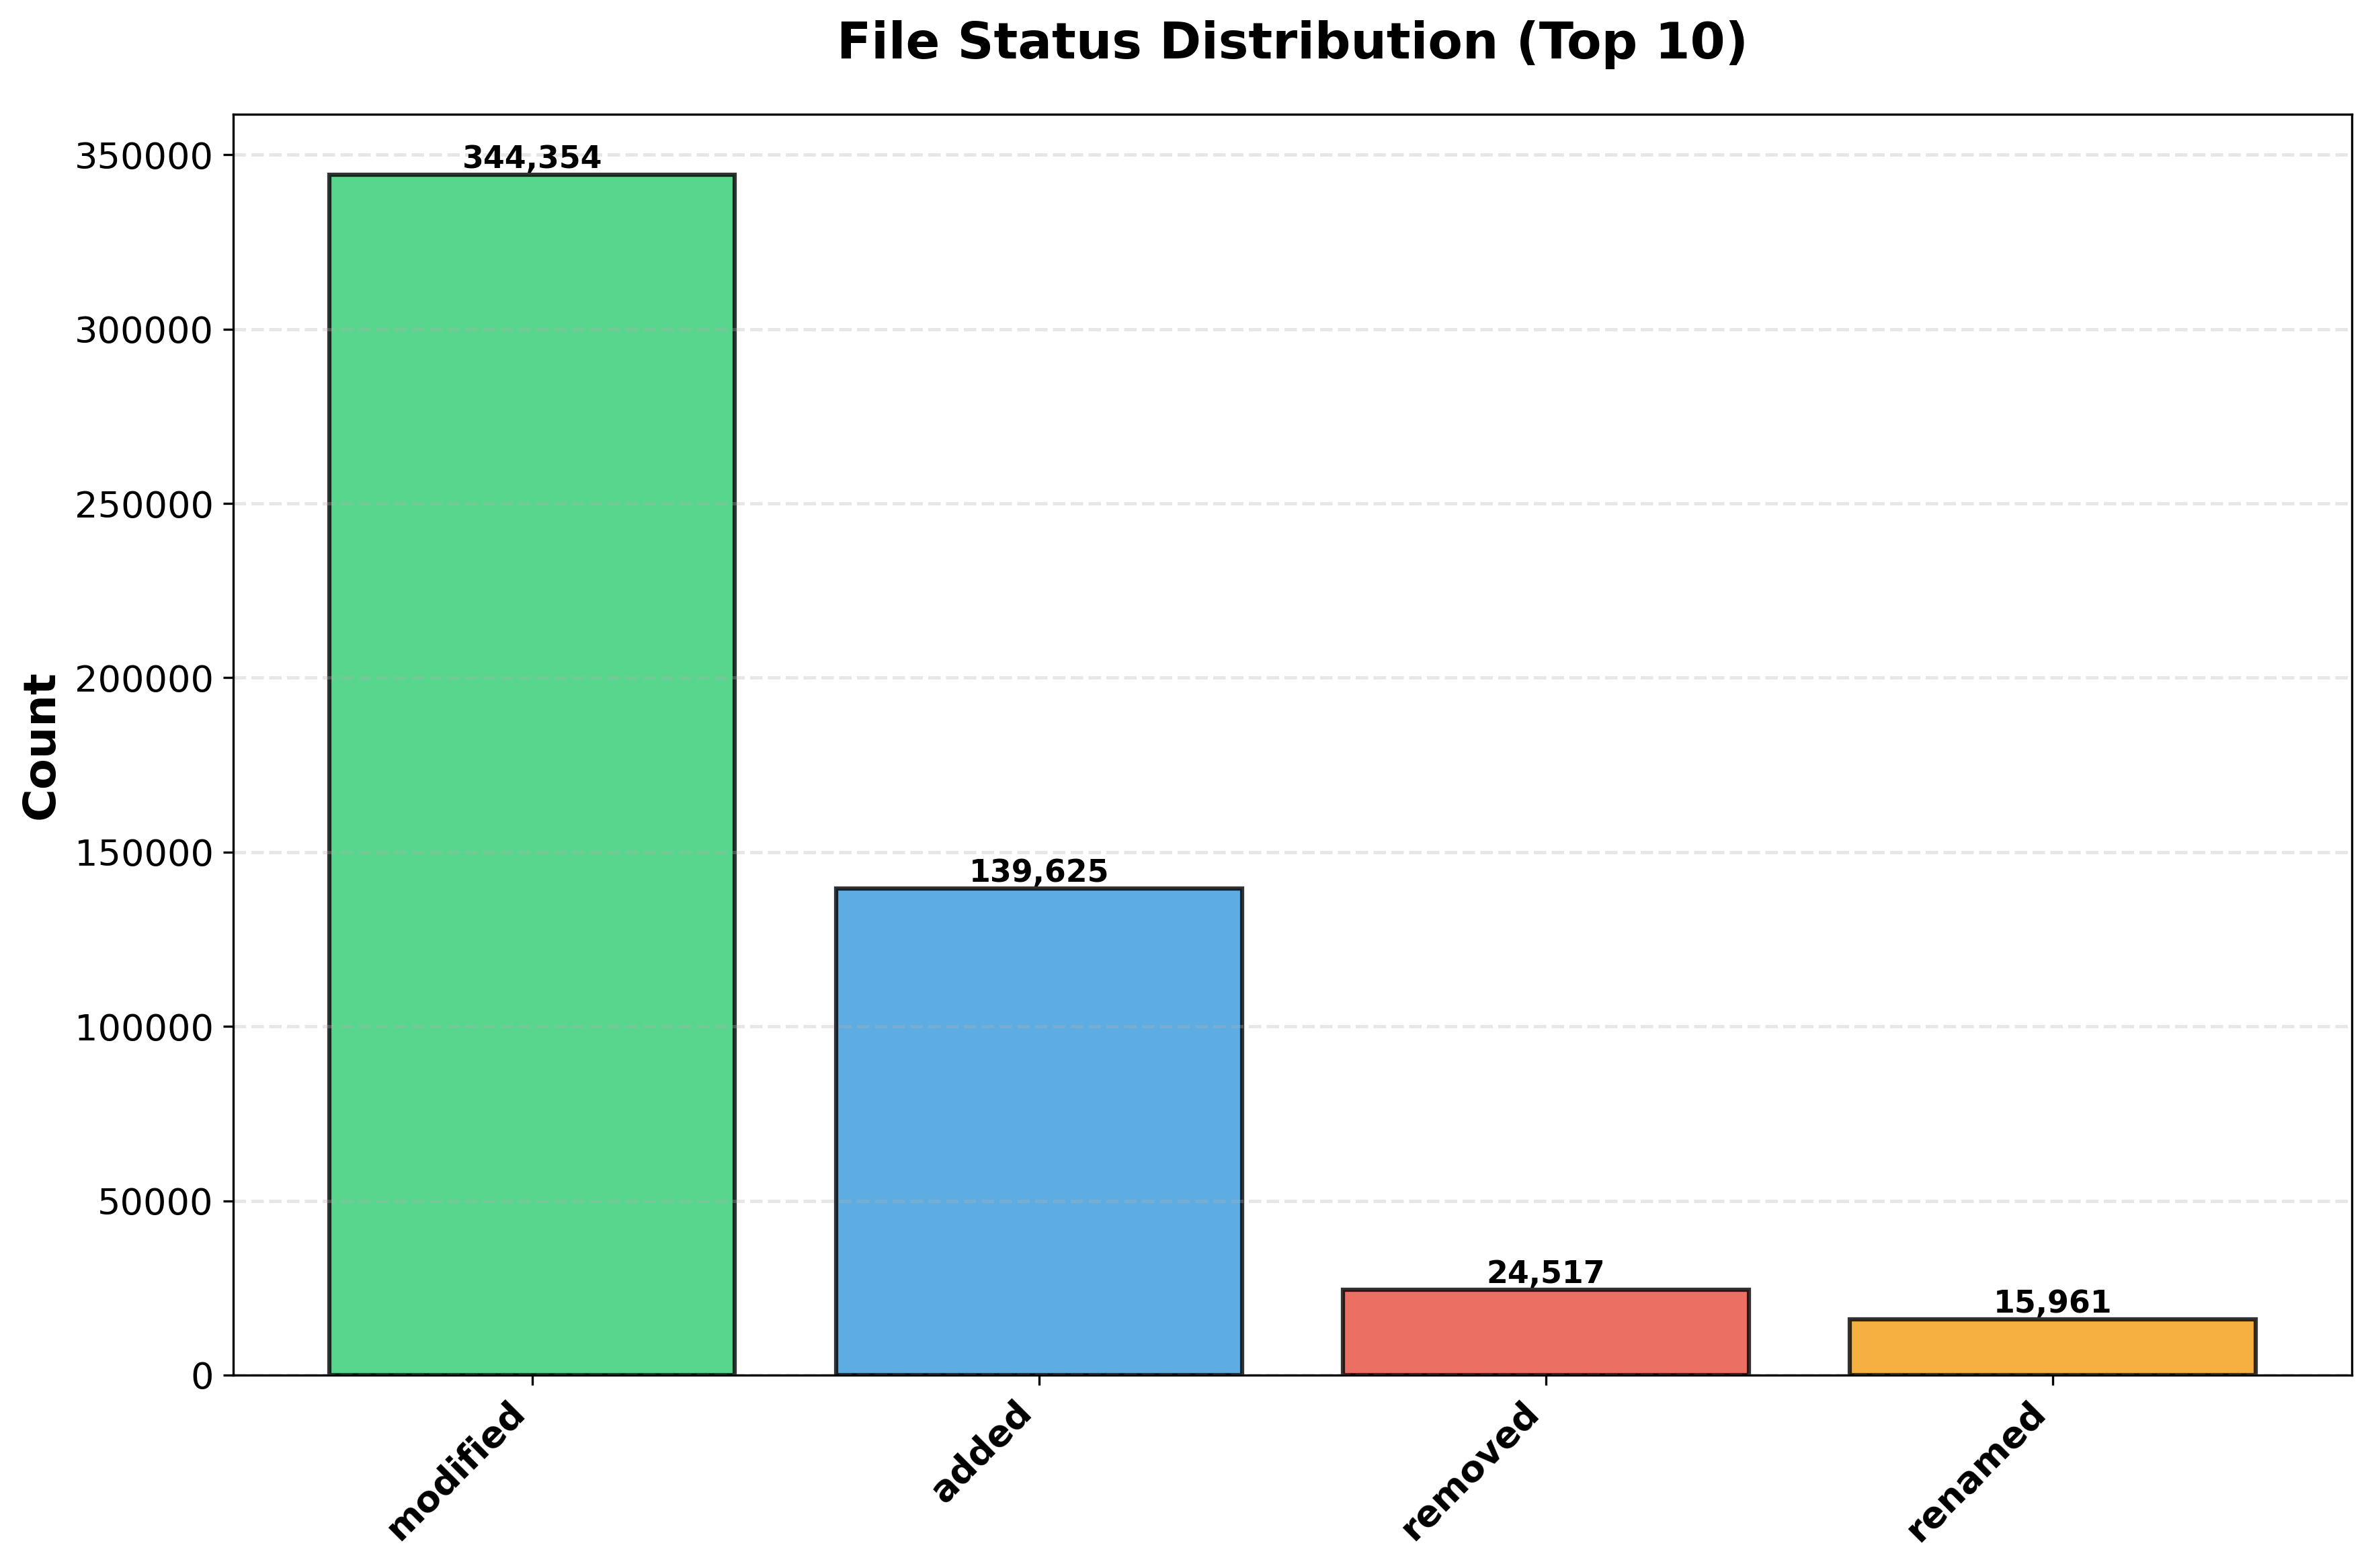 File Status Distribution (Top 10)
Count
350000
300000
250000
200000
150000
100000
50000
0
344,354
139,625
24,517
15,961
modified
added
removed
renamed